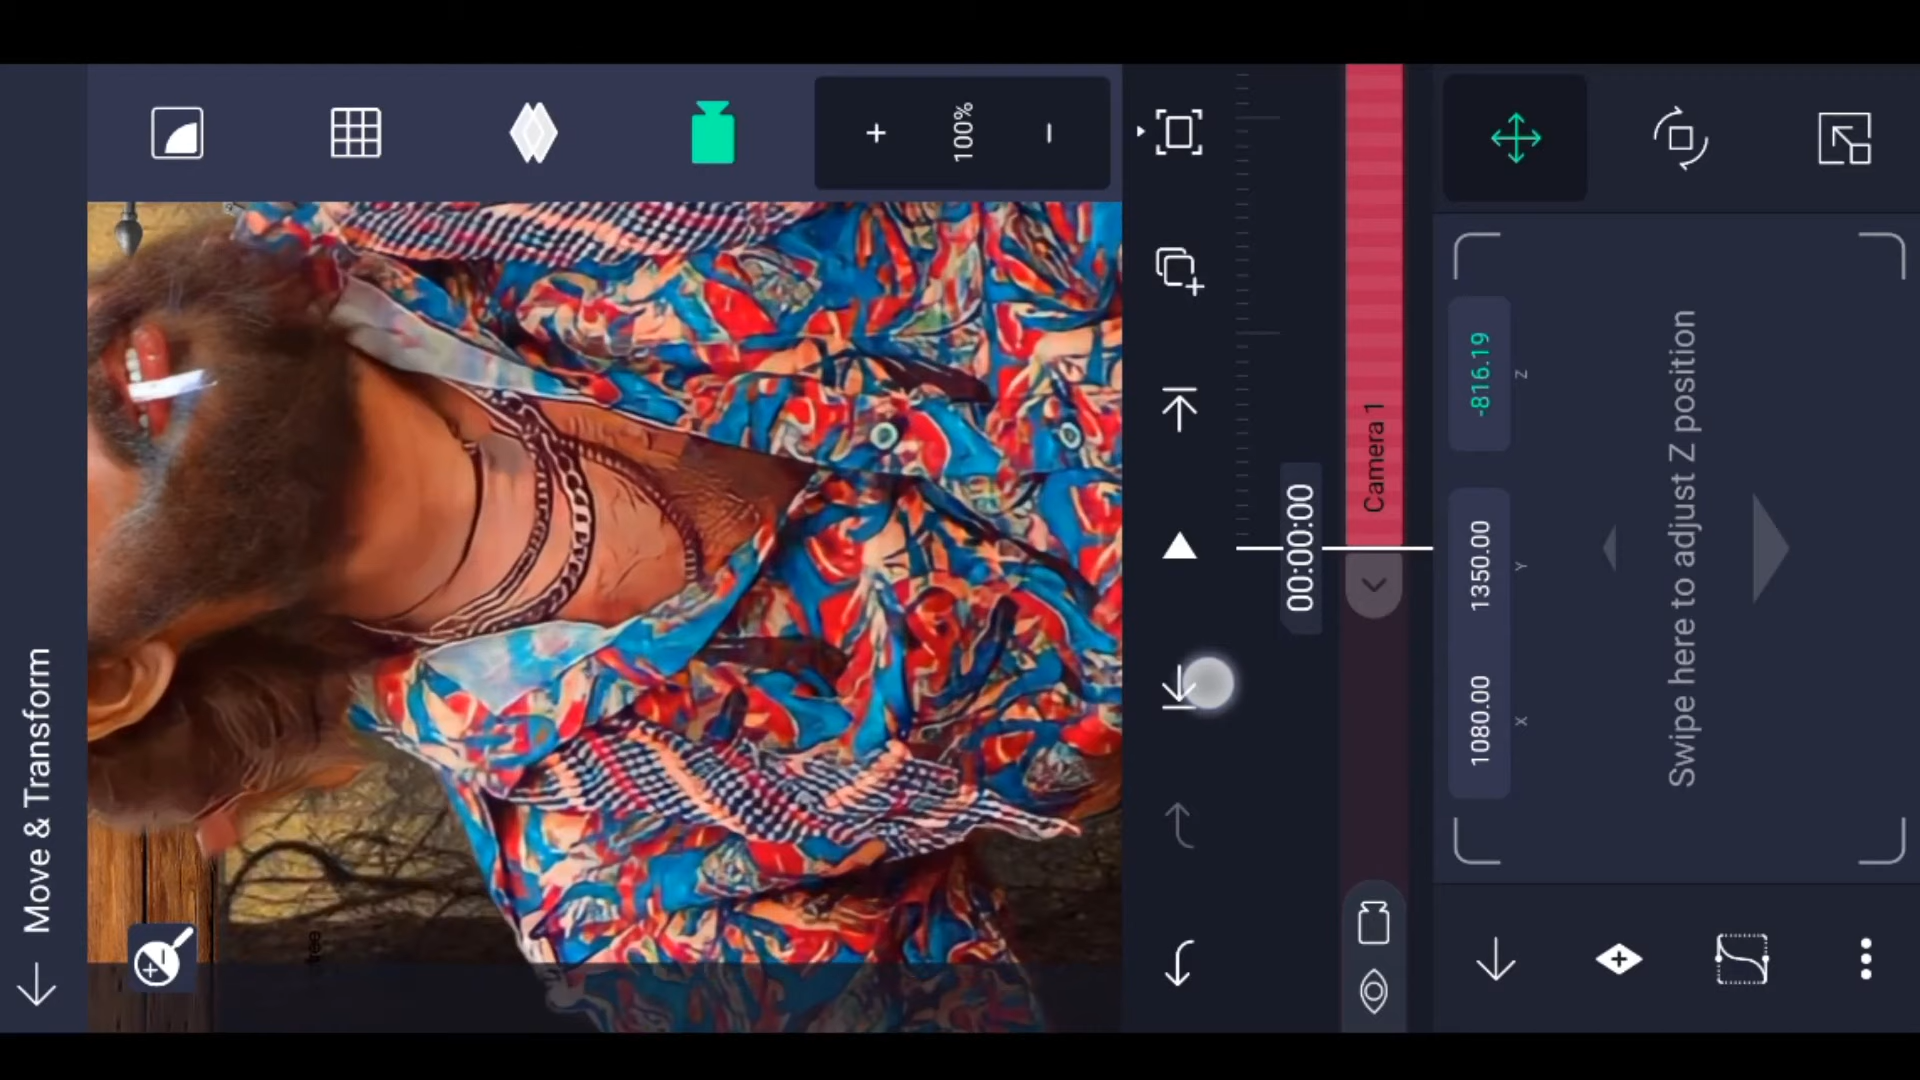 Move & Transform
100%
free
00:00:00
Camera 1
1080.00
X
1350.00
Y
-816.19
Z
Swipe here to adjust Z position